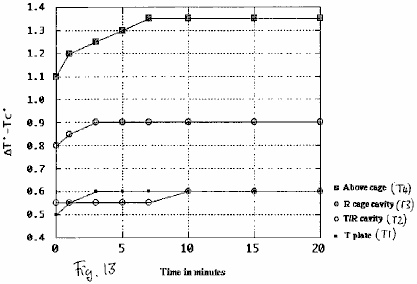 1.4
1.3
1.2
1.1
1.0
0.9
0.8
0.7
0.6
0.5
0.4
ΔT°-Tc°
0 5 10 15 20
Time in minutes
Fig. 13
Above cage (T4)
R cage cavity (T3)
T/R cavity (T2)
T plate (T1)